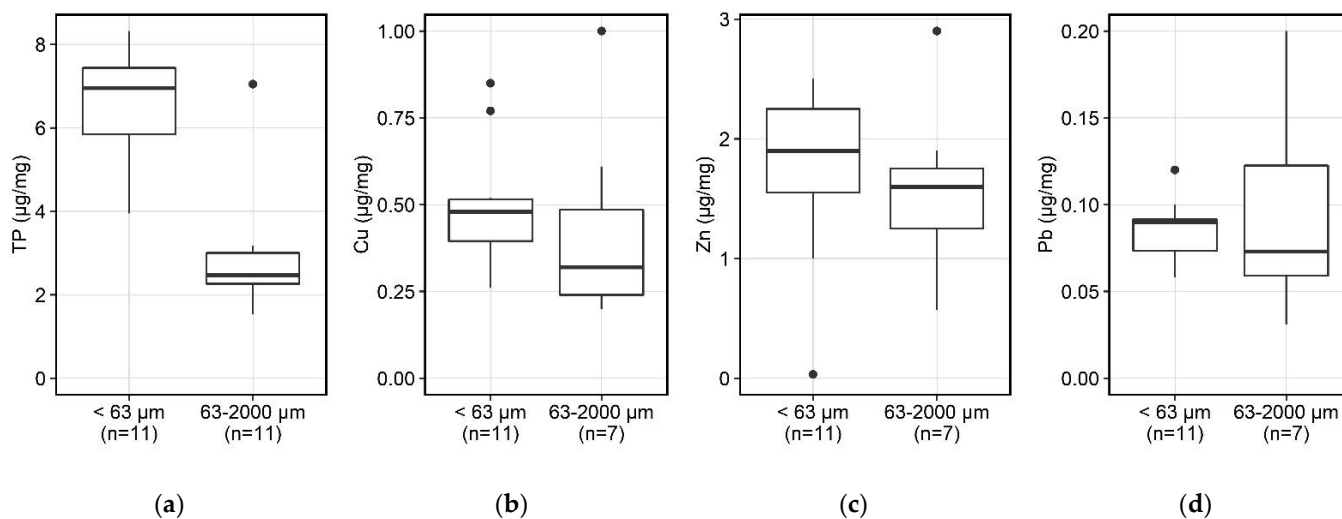 TP (µg/mg)
8
6
4
2
0
< 63 µm
(n=11)
63-2000 µm
(n=11)
(a)
Cu (µg/mg)
1.00
0.75
0.50
0.25
0.00
< 63 µm
(n=11)
63-2000 µm
(n=7)
(b)
Zn (µg/mg)
3
2
1
0
< 63 µm
(n=11)
63-2000 µm
(n=7)
(c)
Pb (µg/mg)
0.20
0.15
0.10
0.05
0.00
< 63 µm
(n=11)
63-2000 µm
(n=7)
(d)